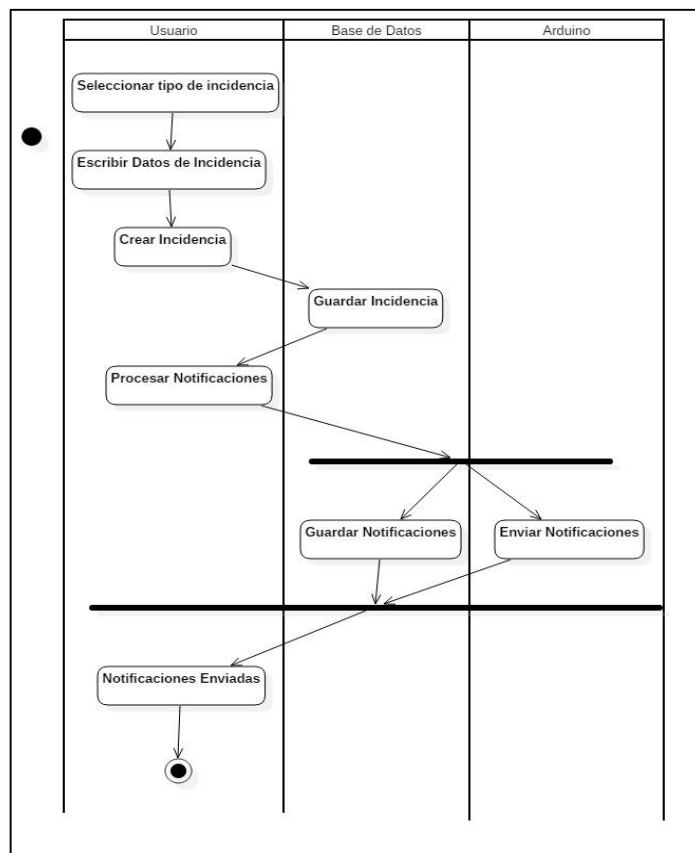 Usuario
Base de Datos
Arduino
Seleccionar tipo de incidencia
Escribir Datos de Incidencia
Crear Incidencia
Guardar Incidencia
Procesar Notificaciones
Guardar Notificaciones
Enviar Notificaciones
Notificaciones Enviadas